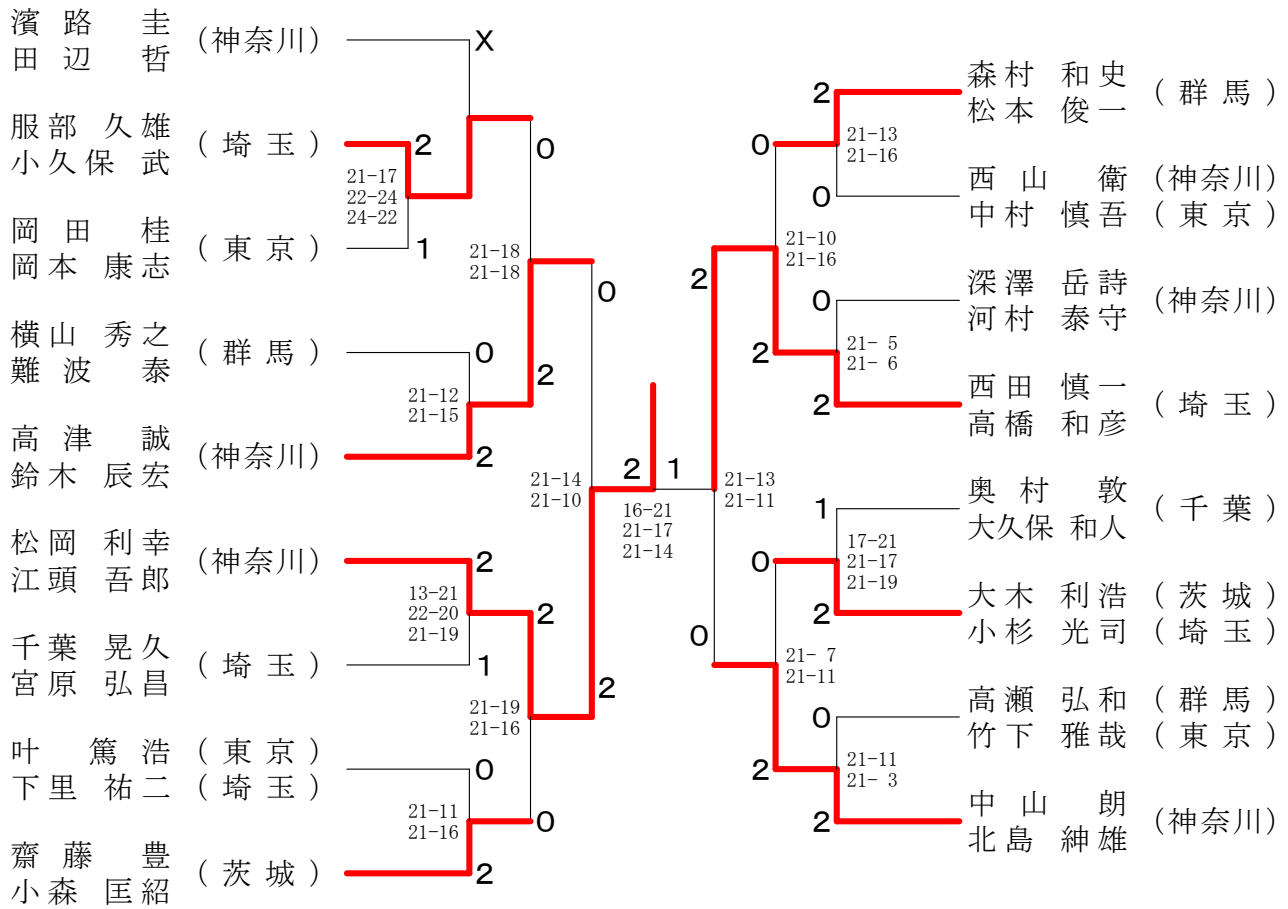 濱路 圭
田辺 哲
(神奈川)
X
服部 久雄
小久保 武
(埼玉)
2
0
21-17
22-24
24-22
岡田 桂
岡本 康志
(東京)
1
21-18
21-18
0
横山 秀之
難波 泰
(群馬)
0
21-12
21-15
2
高津 誠
鈴木 辰宏
(神奈川)
2
21-14
21-10
2
1
16-21
21-17
21-14
松岡 利幸
江頭 吾郎
(神奈川)
2
13-21
22-20
21-19
2
千葉 晃久
宮原 弘昌
(埼玉)
1
21-19
21-16
2
叶 篤浩 (東京)
下里 祐二 (埼玉)
0
21-11
21-16
0
齋藤 豊
小森 匡紹
(茨城)
2
森村 和史
松本 俊一
(群馬)
2
21-13
21-16
0
西山 衛 (神奈川)
中村 慎吾 (東京)
0
21-10
21-16
2
深澤 岳詩
河村 泰守
(神奈川)
0
21- 5
21- 6
2
西田 慎一
高橋 和彦
(埼玉)
2
21-13
21-11
奥村 敦
大久保 和人
(千葉)
1
17-21
21-17
21-19
0
大木 利浩 (茨城)
小杉 光司 (埼玉)
2
0
21- 7
21-11
高瀬 弘和 (群馬)
竹下 雅哉 (東京)
0
21-11
21- 3
2
中山 朗
北島 紳雄
(神奈川)
2